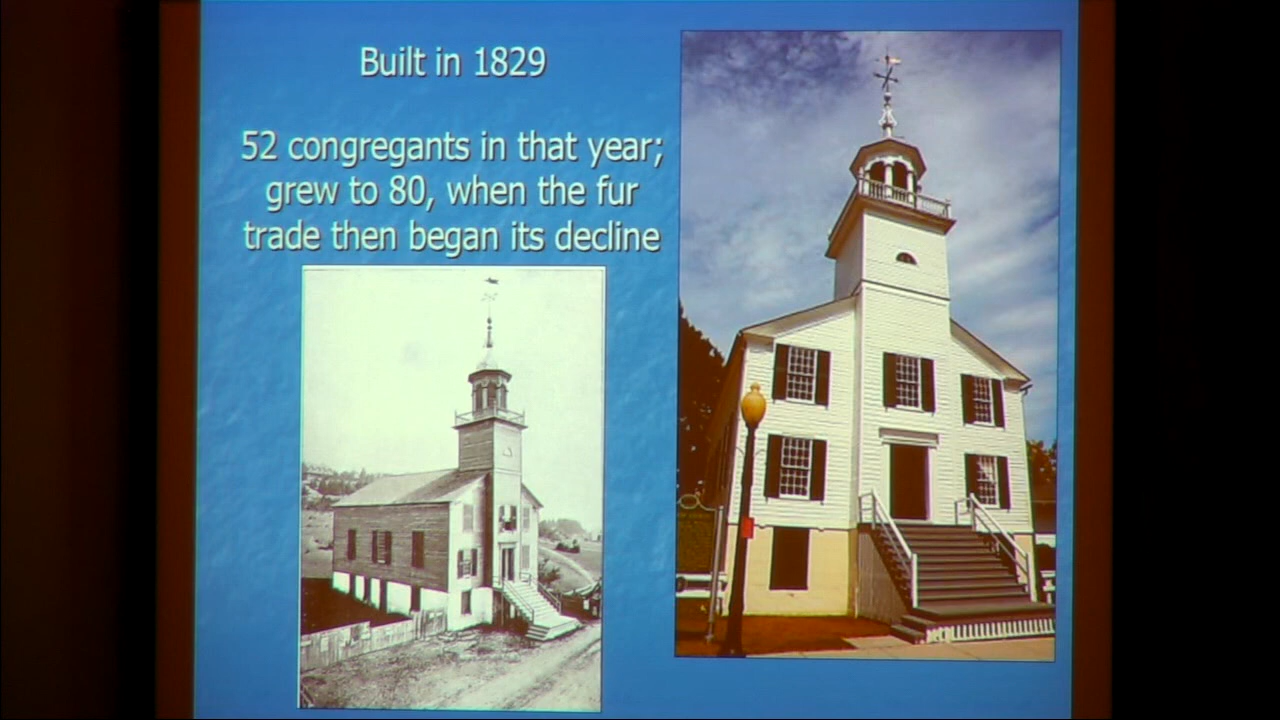 Built in 1829
52 congregants in that year;
grew to 80, when the fur
trade then began its decline